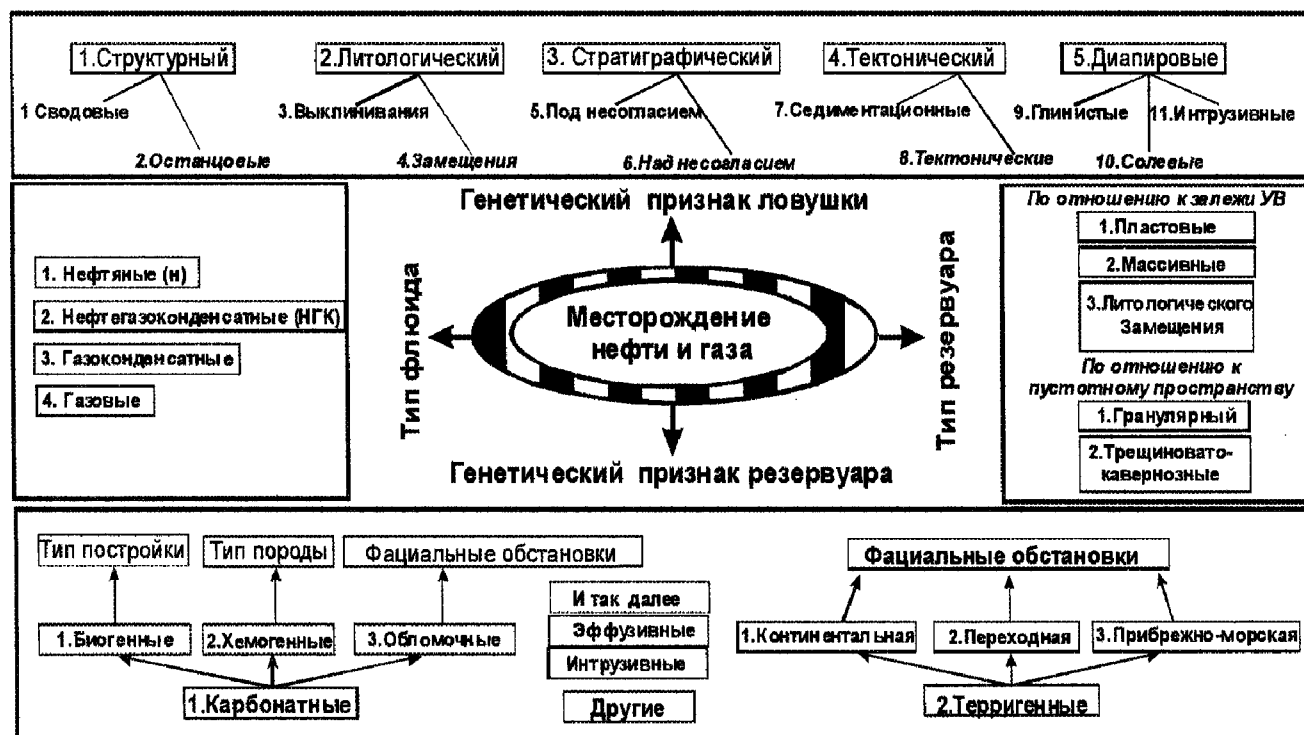 1.Структурный
2.Литологический
3. Стратиграфический
4.Тектонический
5.Диапировые
1 Сводовые
3.Выклинивания
5.Под несогласием
7.Седиментационные
9.Глинистые
11.Интрузивные
2.Останцовые
4.Замещения
6.Над несогласием
8.Тектонические
10.Солевые
Генетический признак ловушки
1. Нефтяные (н)
2. Нефтегазоконденсатные (НГК)
3. Газоконденсатные
4. Газовые
Тип флюида
Месторождение
нефти и газа
Тип резервуара
Генетический признак резервуара
По отношению к залежи УВ
1.Пластовые
2.Массивные
3.Литологического
Замещения
По отношению к
пустотному пространству
1.Гранулярный
2.Трещиновато-
кавернозные
Тип постройки
Тип породы
Фациальные обстановки
1.Биогенные
2.Хемогенные
3.Обломочные
1.Карбонатные
И так далее
Эффузивные
Интрузивные
Другие
Фациальные обстановки
1.Континентальная
2.Переходная
3.Прибрежно-морская
2.Терригенные